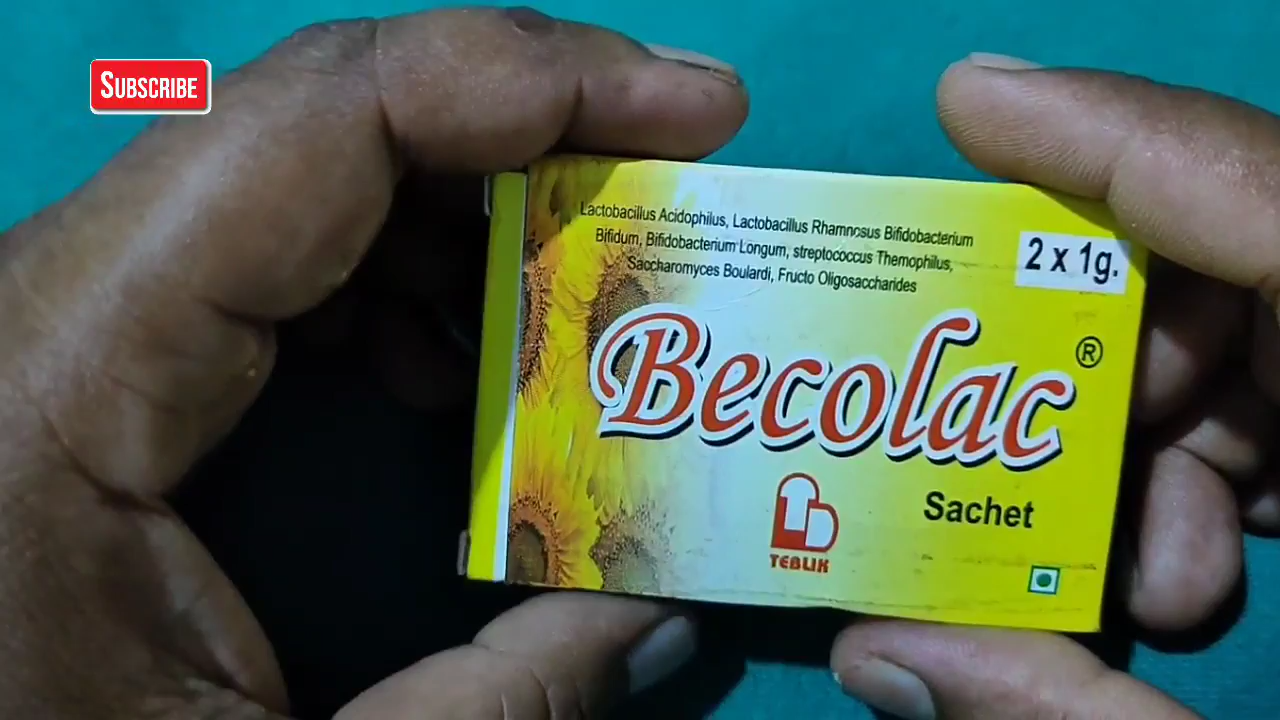 SUBSCRIBE
Lactobacillus Acidophilus, Lactobacillus Rhamnosus Bifidobacterium
Bifidum, Bifidobacterium Longum, streptococcus Themophilus,
Saccharomyces Boulardi, Fructo Oligosaccharides
2 x 1g.
Becolac ®
Sachet
TEBLIK